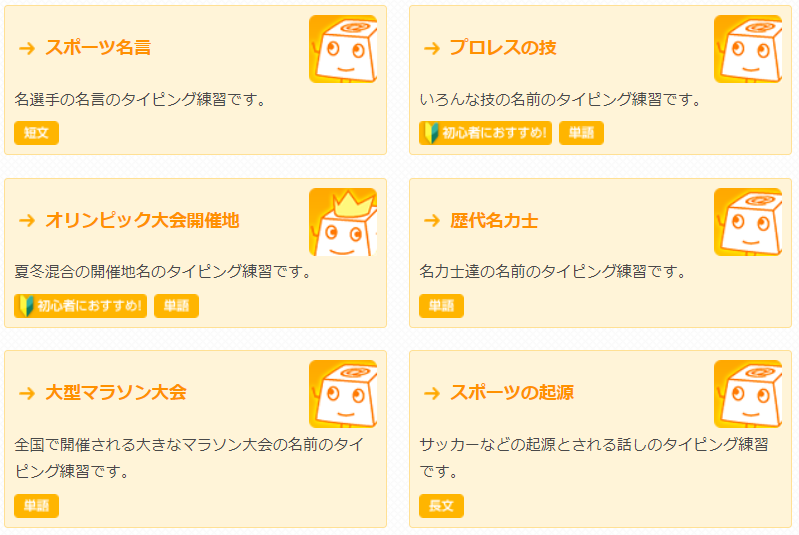 スポーツ名言
名選手の名言のタイピング練習です。
短文
プロレスの技
いろんな技の名前のタイピング練習です。
初心者におすすめ! 単語
オリンピック大会開催地
夏冬混合の開催地名のタイピング練習です。
初心者におすすめ! 単語
歴代名力士
名力士達の名前のタイピング練習です。
単語
大型マラソン大会
全国で開催される大きなマラソン大会の名前のタイ
ピング練習です。
単語
スポーツの起源
サッカーなどの起源とされる話しのタイピング練習
です。
長文